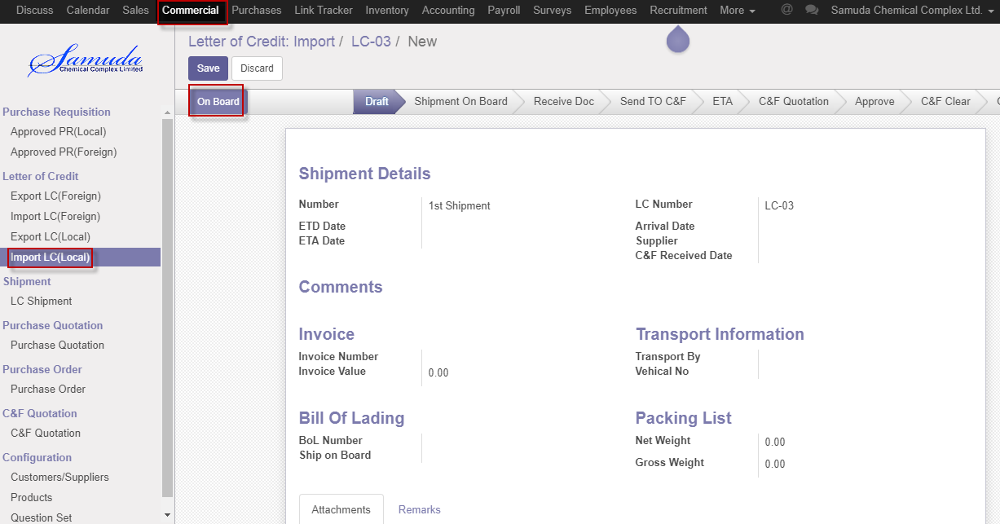 Discuss Calendar Sales Commercial Purchases Link Tracker Inventory Accounting Payroll Surveys Employees Recruitment More @ Samuda Chemical Complex Ltd.
Samuda
Chemical Complex Limited
Letter of Credit: Import / LC-03 / New
Save Discard
On Board Draft Shipment On Board Receive Doc Send TO C&F ETA C&F Quotation Approve C&F Clear
Purchase Requisition
Approved PR(Local)
Approved PR(Foreign)
Letter of Credit
Export LC(Foreign)
Import LC(Foreign)
Export LC(Local)
Import LC(Local)
Shipment
LC Shipment
Purchase Quotation
Purchase Quotation
Purchase Order
Purchase Order
C&F Quotation
C&F Quotation
Configuration
Customers/Suppliers
Products
Question Set
Shipment Details
Number 1st Shipment
ETD Date
ETA Date
LC Number LC-03
Arrival Date
Supplier
C&F Received Date
Comments
Invoice
Invoice Number
Invoice Value 0.00
Transport Information
Transport By
Vehical No
Bill Of Lading
BoL Number
Ship on Board
Packing List
Net Weight 0.00
Gross Weight 0.00
Attachments Remarks